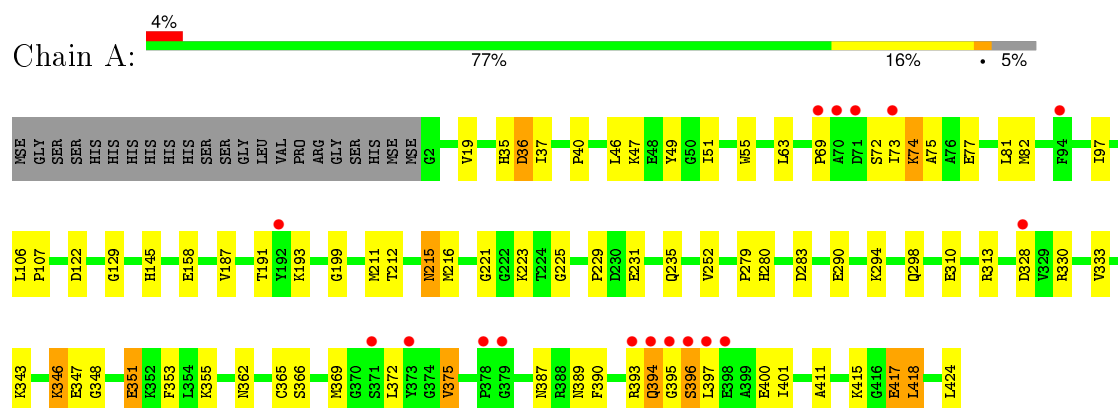 4%
Chain A:
77% 16% • 5%
MSE GLY SER SER HIS HIS HIS HIS HIS HIS SER SER GLY LEU VAL PRO ARG GLY SER HIS MSE MSE G2 V19 H35 D36 I37 P40 L46 K47 E48 Y49 G50 I51 W55 L63 P69 A70 D71 S72 I73 K74 A75 A76 E77 L81 M82 F94 I97
L106 P107 D122 G129 H145 E158 V187 T191 Y192 K193 G199 M211 T212 N215 M216 G221 G222 K223 T224 G225 P229 D230 E231 Q235 V252 P279 H280 D283 E290 K294 Q298 E310 R313 D328 V329 R330 V333
K343 K346 E347 G348 E351 K352 F353 L354 K355 N362 C365 S366 M369 G370 S371 L372 Y373 G374 V375 P378 G379 N387 R388 N389 F390 R393 Q394 G395 S396 L397 E398 A399 E400 I401 A411 K415 G416 E417 L418 L424